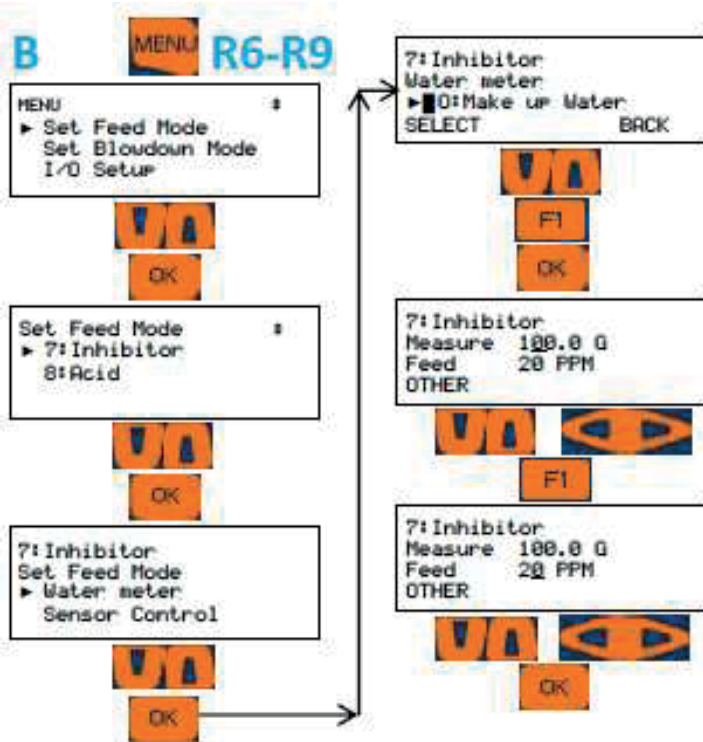 B MENU R6-R9
MENU
► Set Feed Mode
Set Blowdown Mode
I/O Setup
OK
Set Feed Mode
► 7:Inhibitor
8:Acid
OK
7:Inhibitor
Set Feed Mode
► Water meter
Sensor Control
OK
7:Inhibitor
Water meter
►█O:Make up Water
SELECT BACK
F1
OK
7:Inhibitor
Measure 100.0 G
Feed 20 PPM
OTHER
F1
7:Inhibitor
Measure 100.0 G
Feed 20 PPM
OTHER
OK